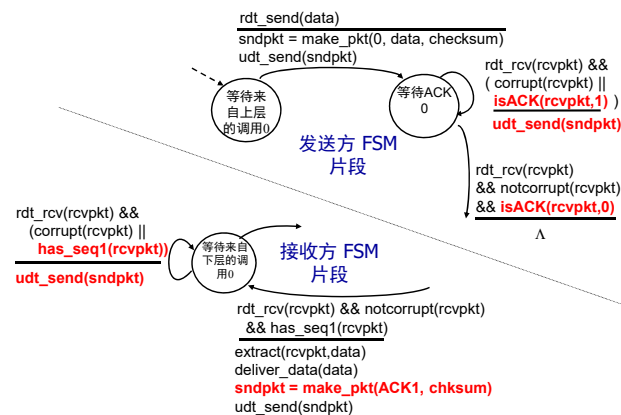 rdt_send(data)
sndpkt = make_pkt(0, data, checksum)
udt_send(sndpkt)
等待来
自上层
的调用0
等待ACK
0
rdt_rcv(rcvpkt) &&
( corrupt(rcvpkt) ||
isACK(rcvpkt,1) )
udt_send(sndpkt)
发送方 FSM
片段
rdt_rcv(rcvpkt)
&& notcorrupt(rcvpkt)
&& isACK(rcvpkt,0)
Λ
rdt_rcv(rcvpkt) &&
(corrupt(rcvpkt) ||
has_seq1(rcvpkt))
udt_send(sndpkt)
等待来自
下层的调
用0
接收方 FSM
片段
rdt_rcv(rcvpkt) && notcorrupt(rcvpkt)
&& has_seq1(rcvpkt)
extract(rcvpkt,data)
deliver_data(data)
sndpkt = make_pkt(ACK1, chksum)
udt_send(sndpkt)